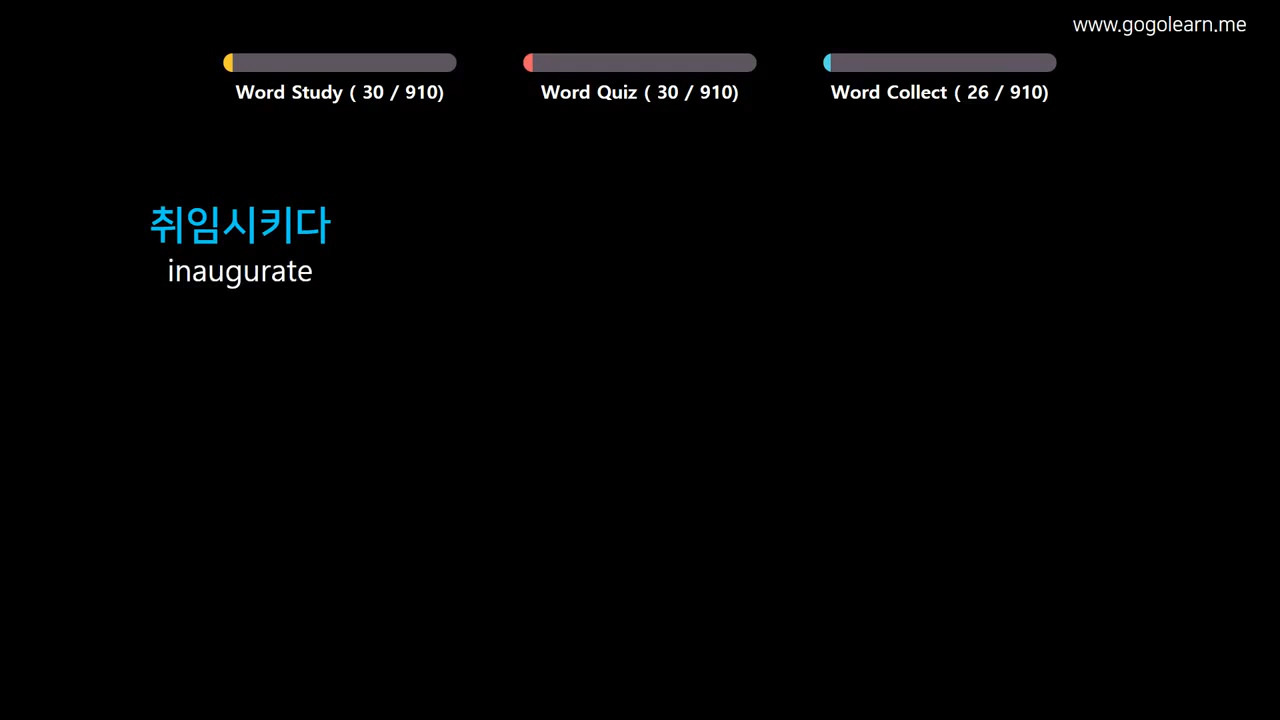 www.gogolearn.me
Word Study ( 30 / 910)
Word Quiz ( 30 / 910)
Word Collect ( 26 / 910)
취임시키다
inaugurate